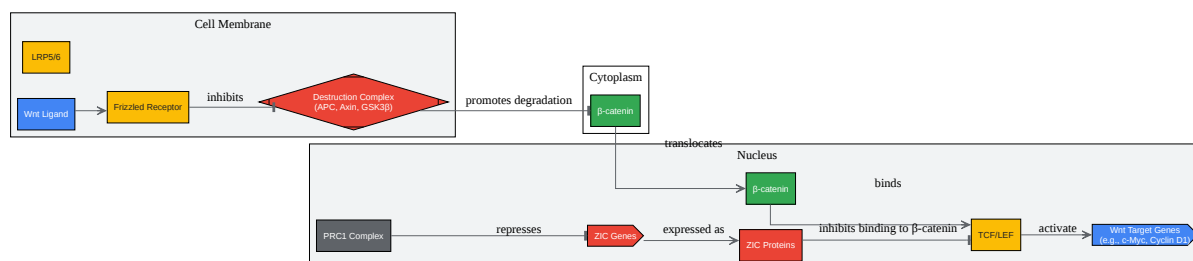 Cell Membrane
LRP5/6
Wnt Ligand
Frizzled Receptor
inhibits
Destruction Complex
(APC, Axin, GSK3β)
promotes degradation
Cytoplasm
β-catenin
translocates
Nucleus
β-catenin
binds
PRC1 Complex
represses
ZIC Genes
expressed as
ZIC Proteins
inhibits binding to β-catenin
TCF/LEF
activate
Wnt Target Genes
(e.g., c-Myc, Cyclin D1)